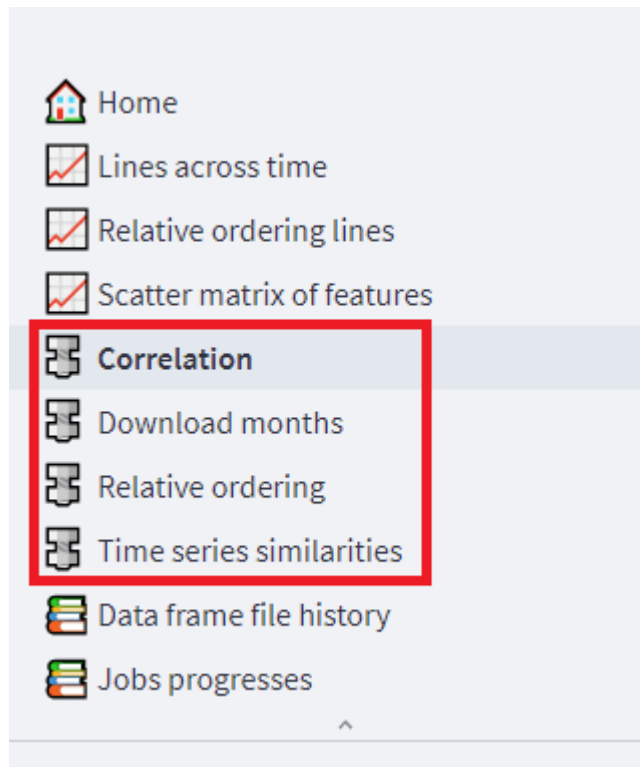 Home
Lines across time
Relative ordering lines
Scatter matrix of features
Correlation
Download months
Relative ordering
Time series similarities
Data frame file history
Jobs progresses